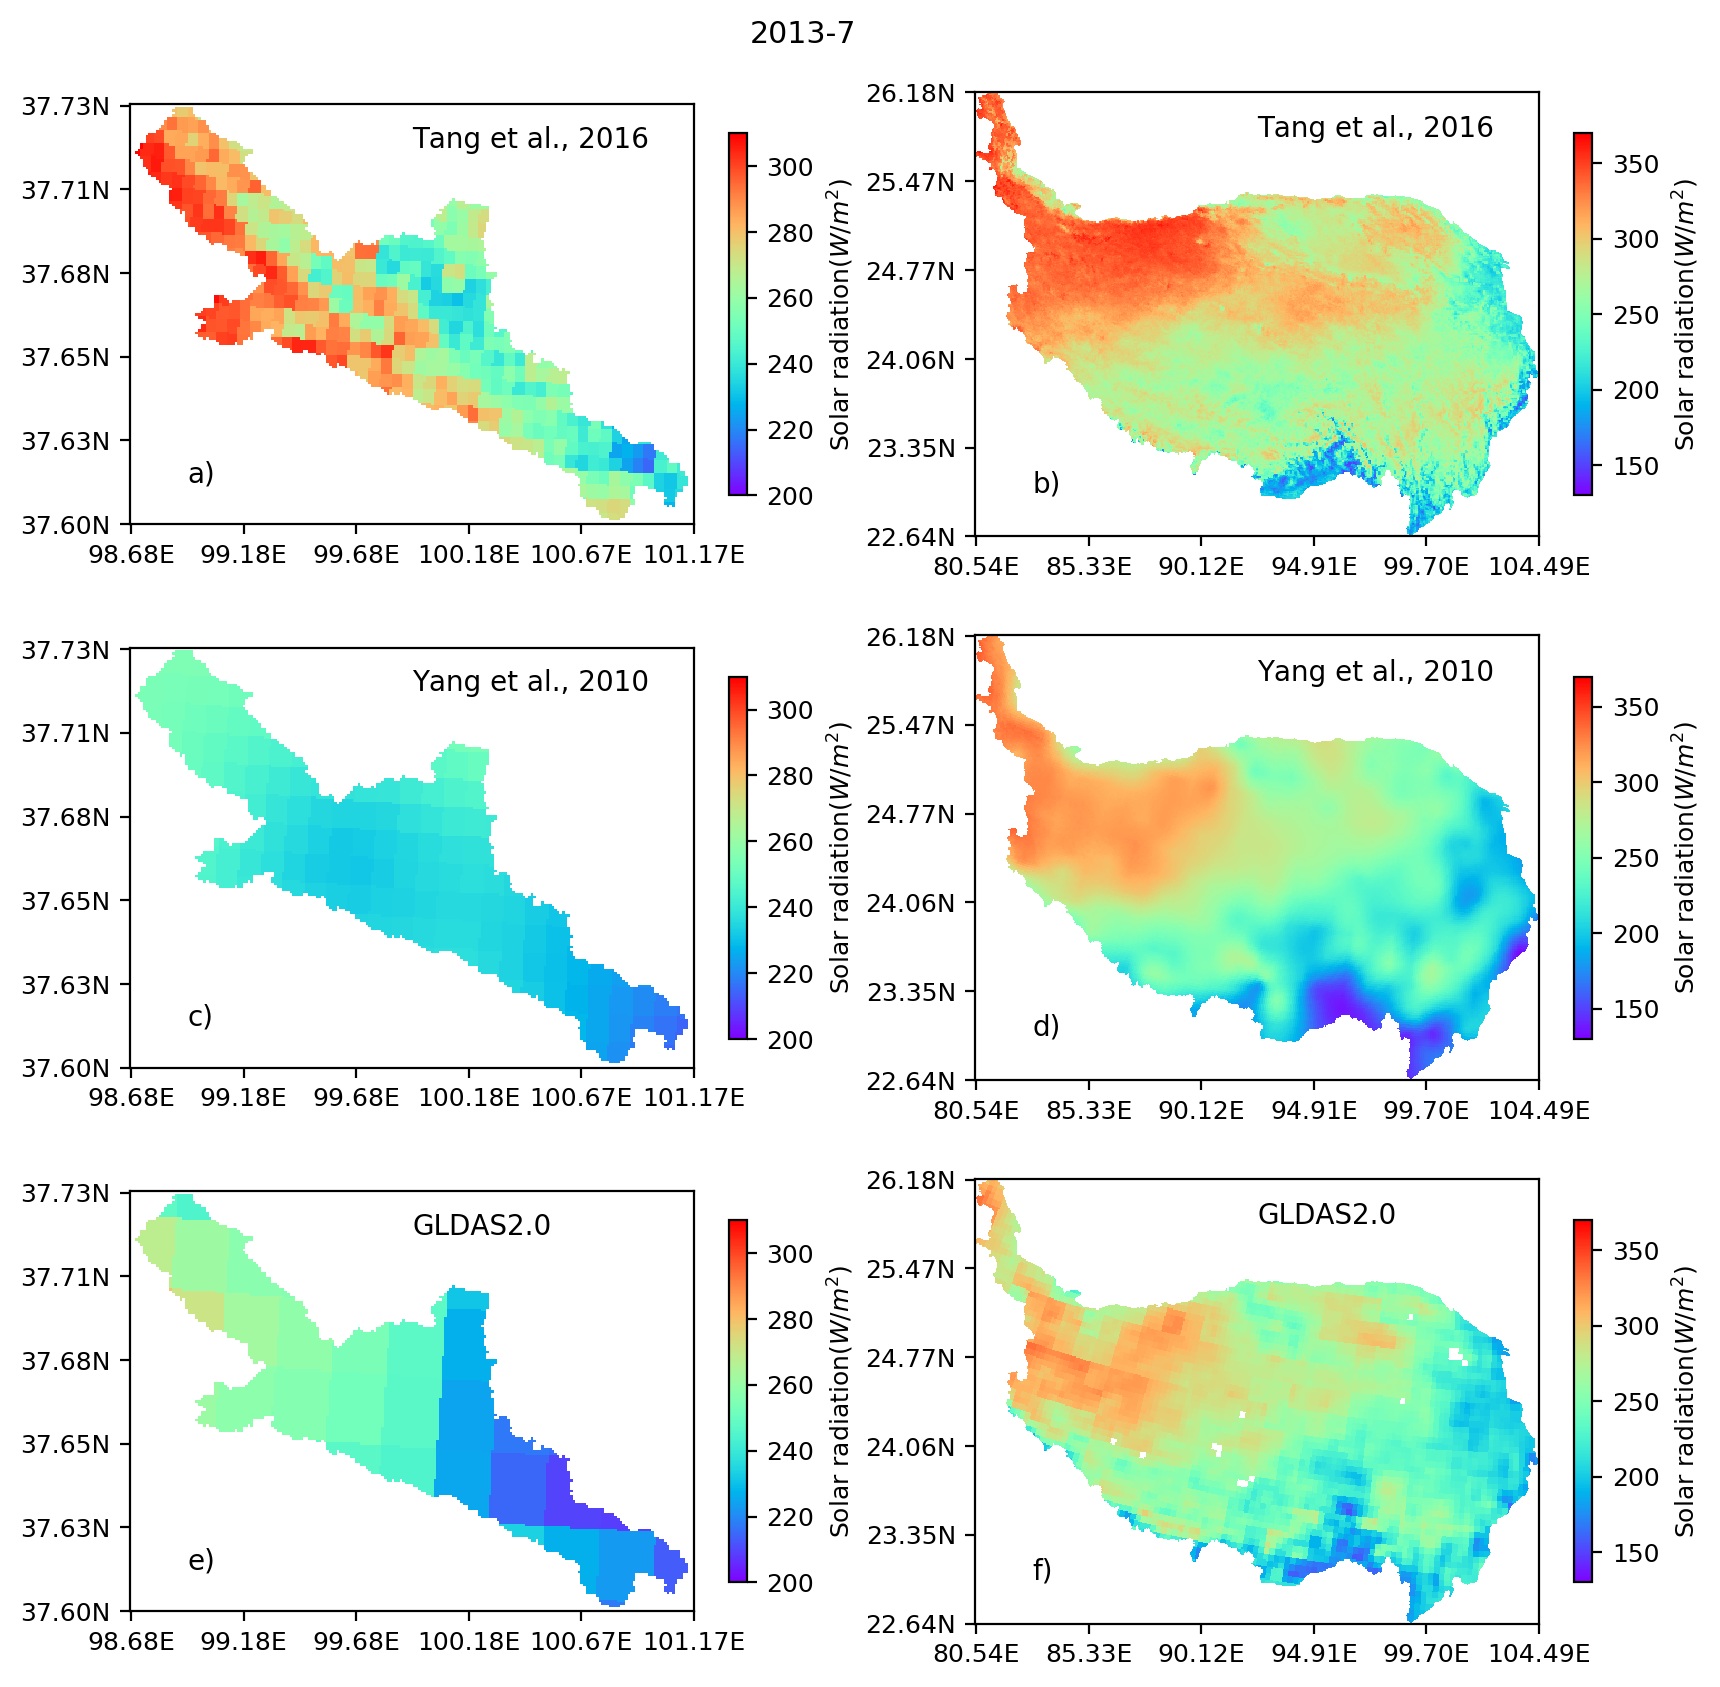 2013-7
Tang et al., 2016
a)
37.73N
37.71N
37.68N
37.65N
37.63N
37.60N
98.68E 99.18E 99.68E 100.18E 100.67E 101.17E
300
280
260
240
220
200
Solar radiation(W/m²)
Tang et al., 2016
b)
26.18N
25.47N
24.77N
24.06N
23.35N
22.64N
80.54E 85.33E 90.12E 94.91E 99.70E 104.49E
350
300
250
200
150
Solar radiation(W/m²)
Yang et al., 2010
c)
37.73N
37.71N
37.68N
37.65N
37.63N
37.60N
98.68E 99.18E 99.68E 100.18E 100.67E 101.17E
300
280
260
240
220
200
Solar radiation(W/m²)
Yang et al., 2010
d)
26.18N
25.47N
24.77N
24.06N
23.35N
22.64N
80.54E 85.33E 90.12E 94.91E 99.70E 104.49E
350
300
250
200
150
Solar radiation(W/m²)
GLDAS2.0
e)
37.73N
37.71N
37.68N
37.65N
37.63N
37.60N
98.68E 99.18E 99.68E 100.18E 100.67E 101.17E
300
280
260
240
220
200
Solar radiation(W/m²)
GLDAS2.0
f)
26.18N
25.47N
24.77N
24.06N
23.35N
22.64N
80.54E 85.33E 90.12E 94.91E 99.70E 104.49E
350
300
250
200
150
Solar radiation(W/m²)